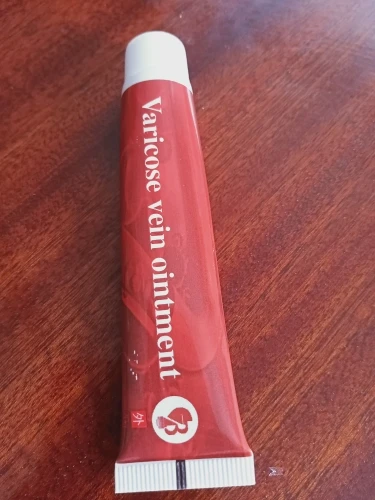 Varicose vein ointment
外